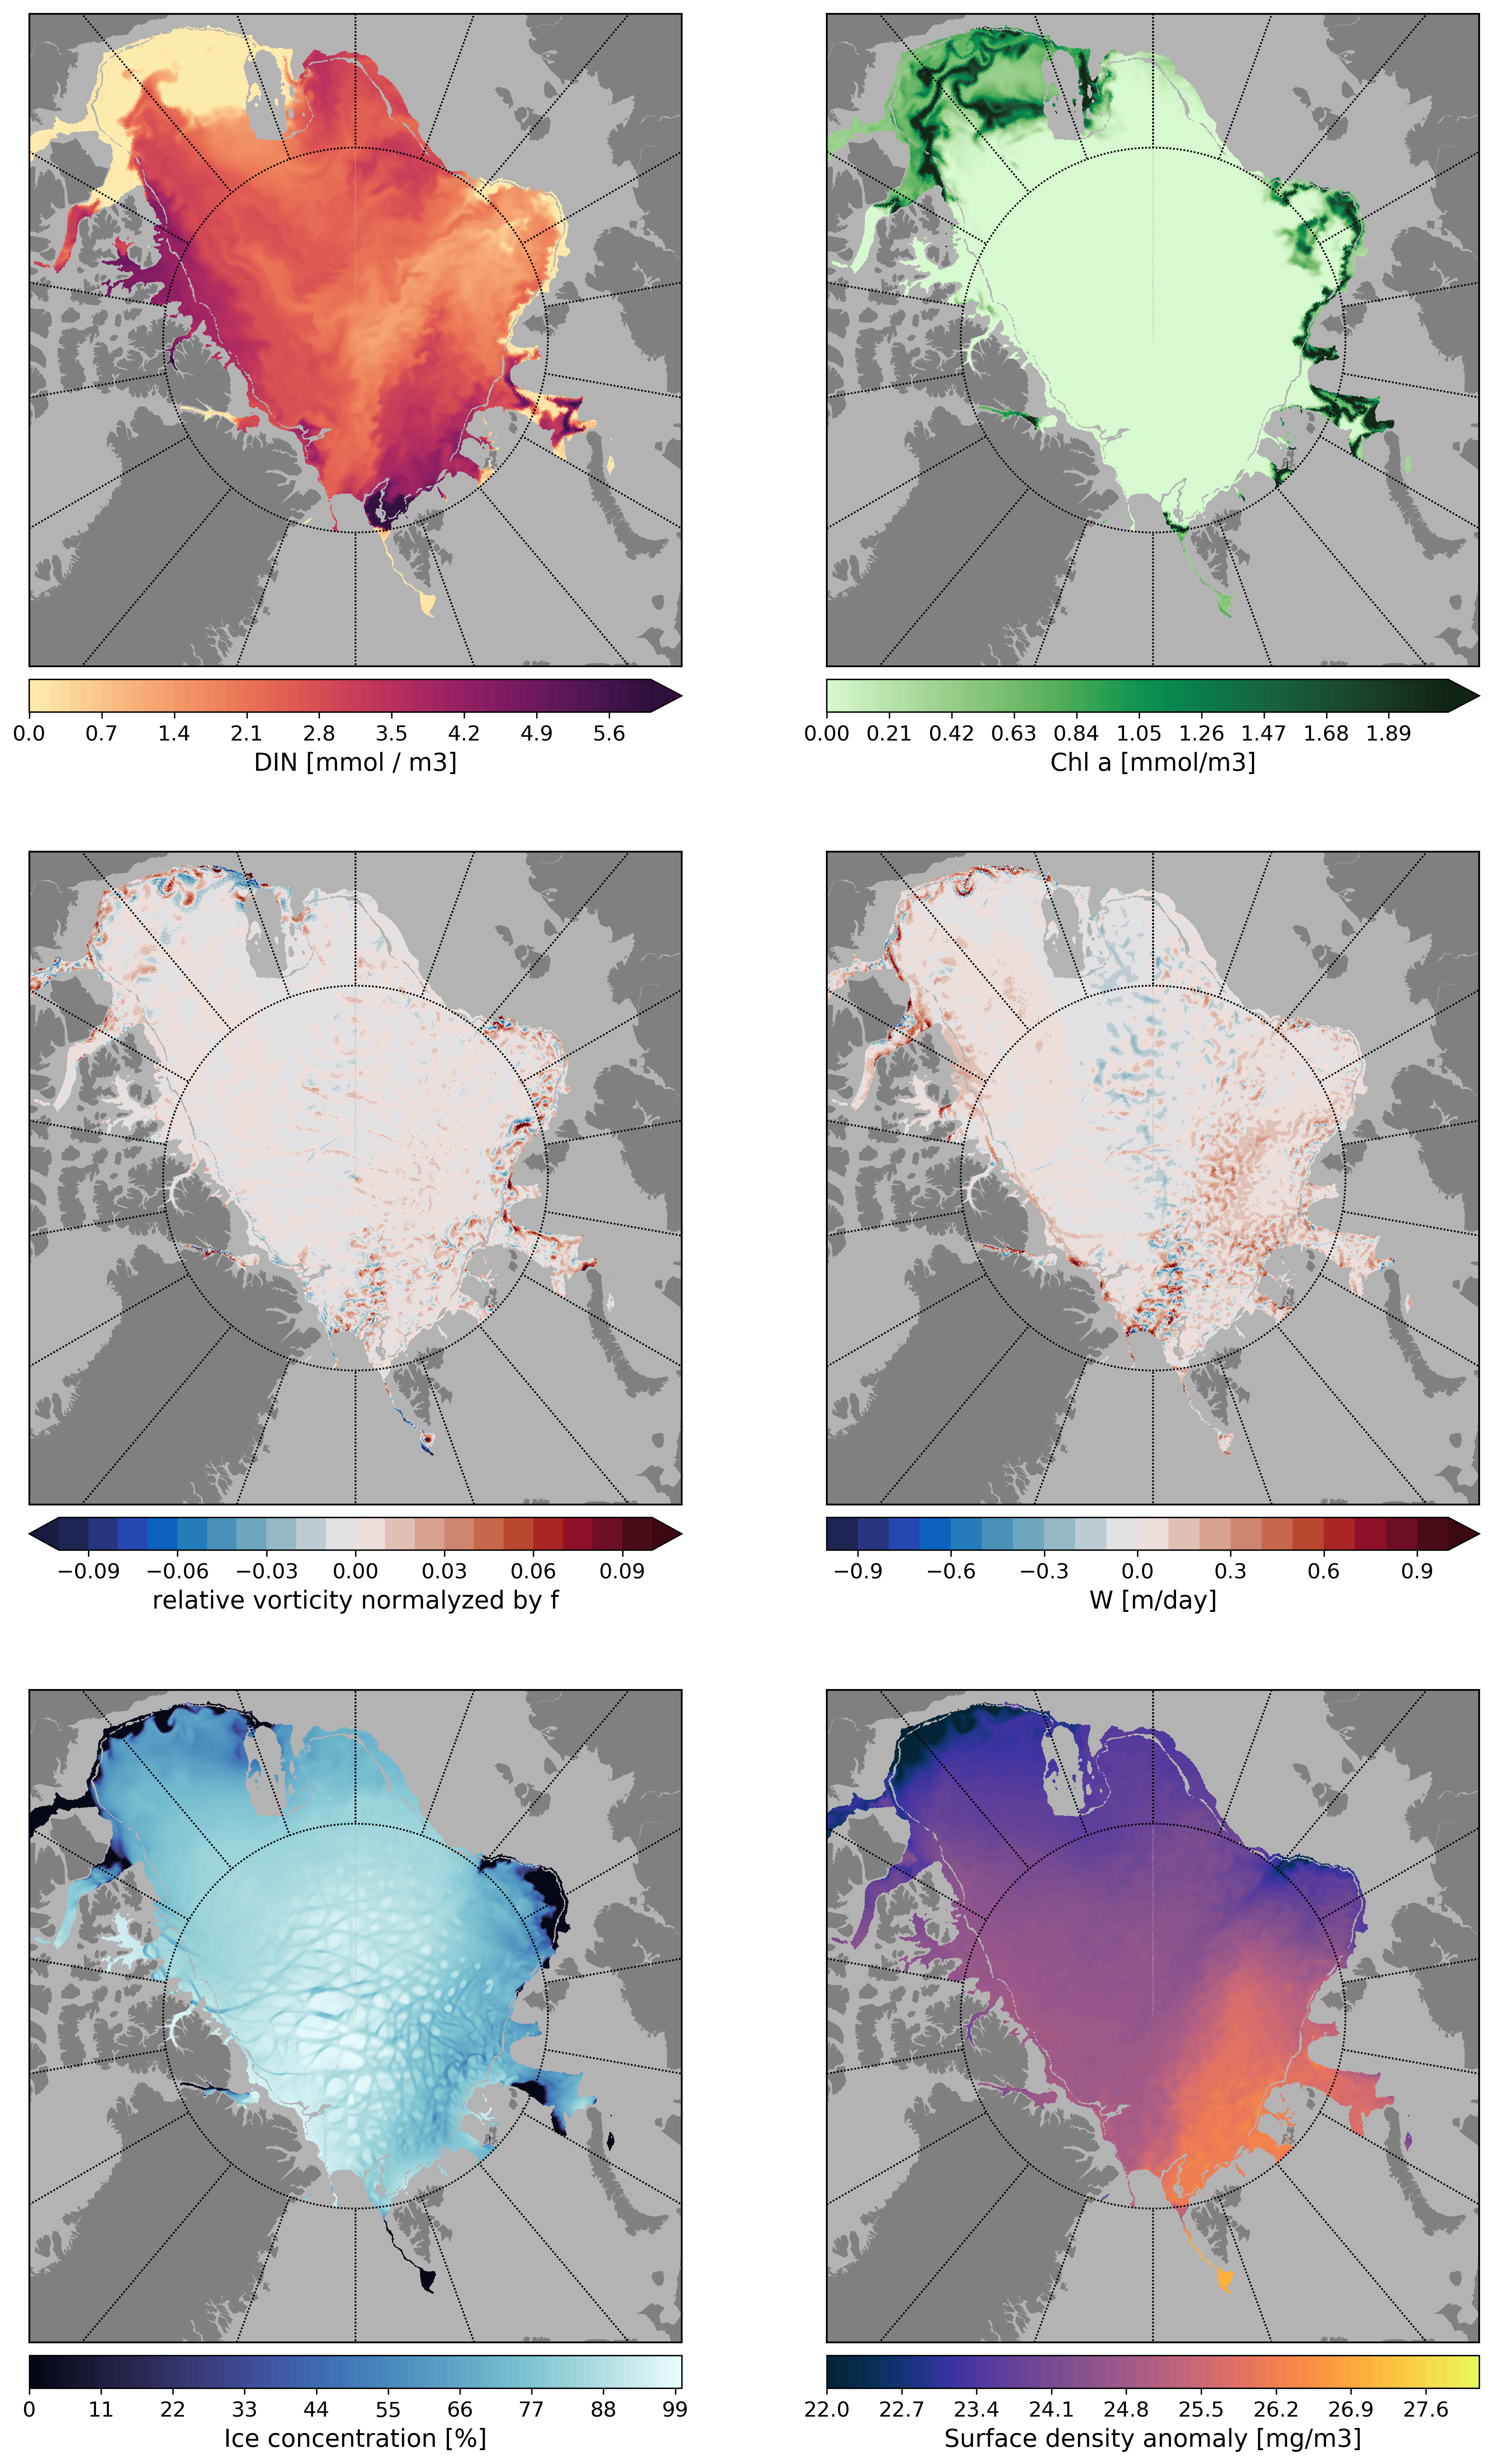 0.0 0.7 1.4 2.1 2.8 3.5 4.2 4.9 5.6
DIN [mmol / m3]
0.00 0.21 0.42 0.63 0.84 1.05 1.26 1.47 1.68 1.89
Chl a [mmol/m3]
−0.09 −0.06 −0.03 0.00 0.03 0.06 0.09
relative vorticity normalyzed by f
−0.9 −0.6 −0.3 0.0 0.3 0.6 0.9
W [m/day]
0 11 22 33 44 55 66 77 88 99
Ice concentration [%]
22.0 22.7 23.4 24.1 24.8 25.5 26.2 26.9 27.6
Surface density anomaly [mg/m3]